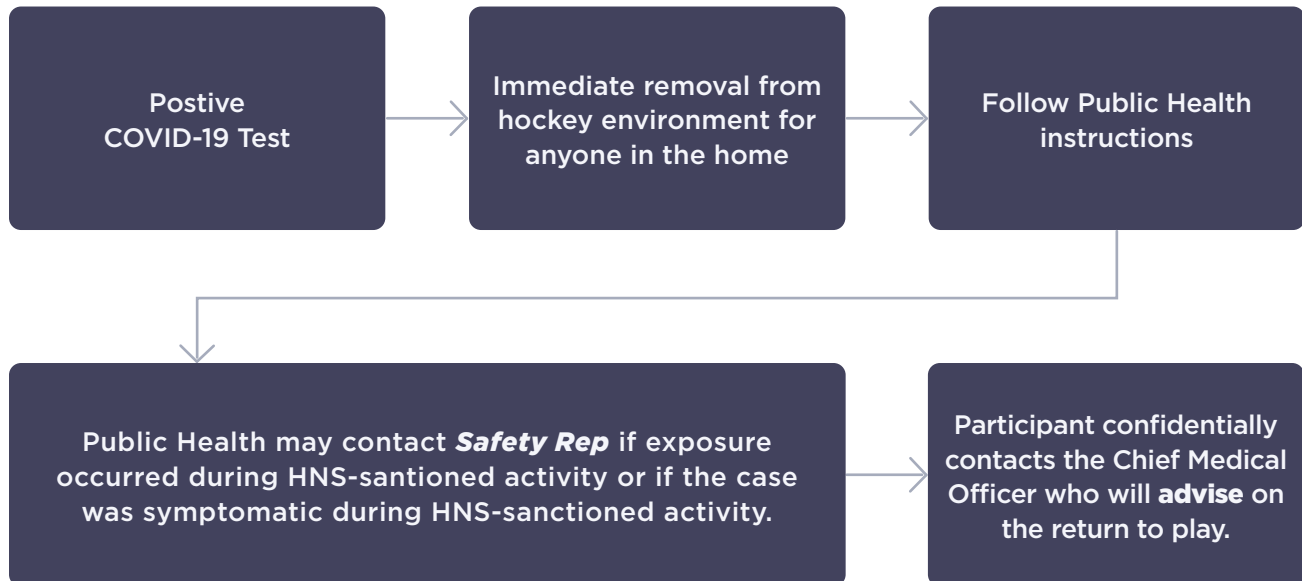 Postive
COVID-19 Test
Immediate removal from
hockey environment for
anyone in the home
Follow Public Health
instructions
Public Health may contact Safety Rep if exposure
occurred during HNS-santioned activity or if the case
was symptomatic during HNS-sanctioned activity.
Participant confidentially
contacts the Chief Medical
Officer who will advise on
the return to play.